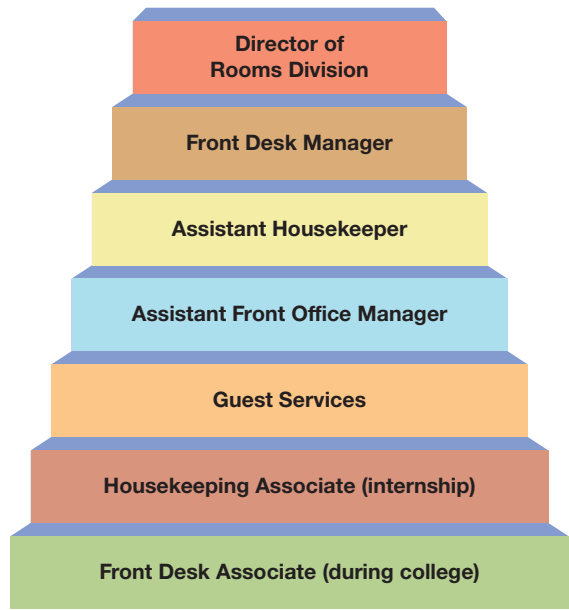 Director of
Rooms Division
Front Desk Manager
Assistant Housekeeper
Assistant Front Office Manager
Guest Services
Housekeeping Associate (internship)
Front Desk Associate (during college)